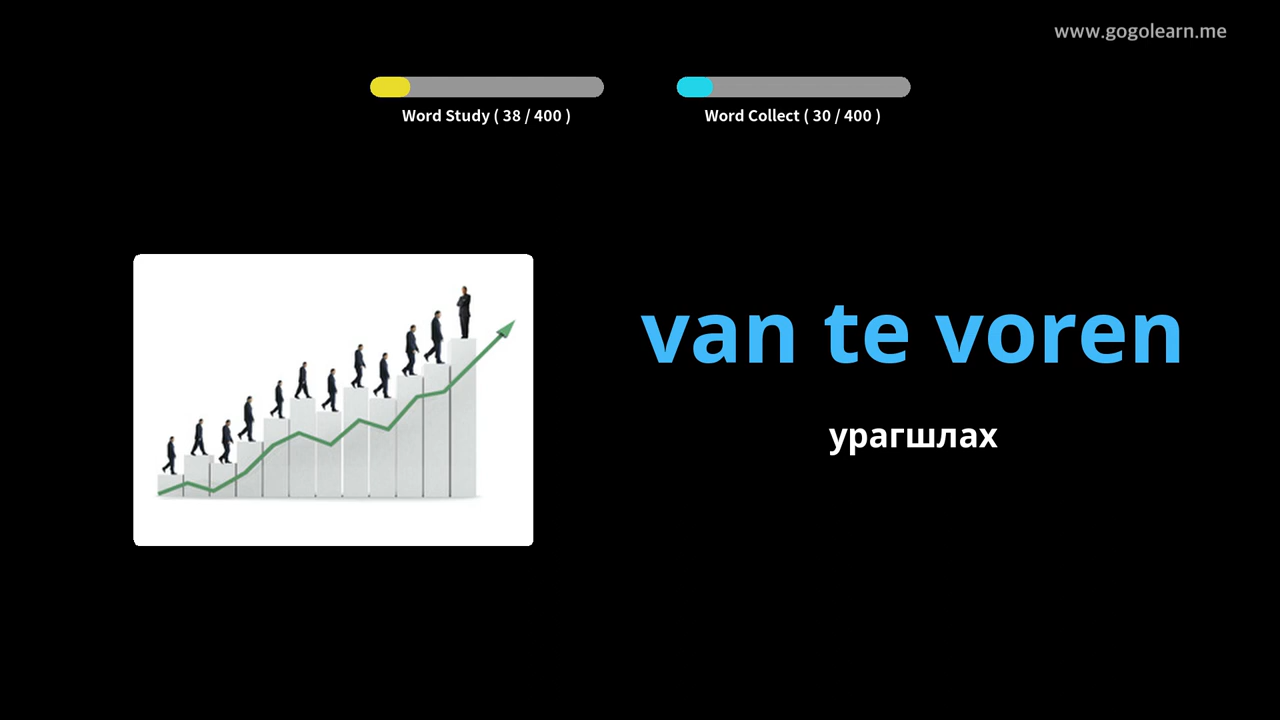 www.gogolearn.me
Word Study ( 38 / 400 )
Word Collect ( 30 / 400 )
van te voren
урагшлах